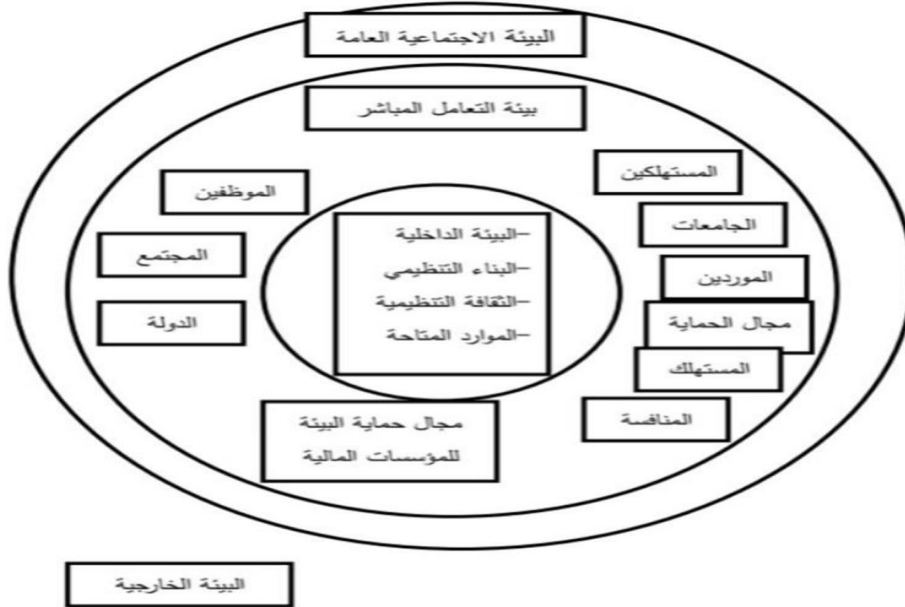 البيئة الاجتماعية العامة
بيئة التعامل المباشر
المستهلكين
الموظفين
الجامعات
المجتمع
الموردين
الدولة
مجال الحماية
المستهلك
المنافسة
-البيئة الداخلية
-البناء التنظيمي
-الثقافة التنظيمية
-الموارد المتاحة
مجال حماية البيئة
للمؤسسات المالية
البيئة الخارجية